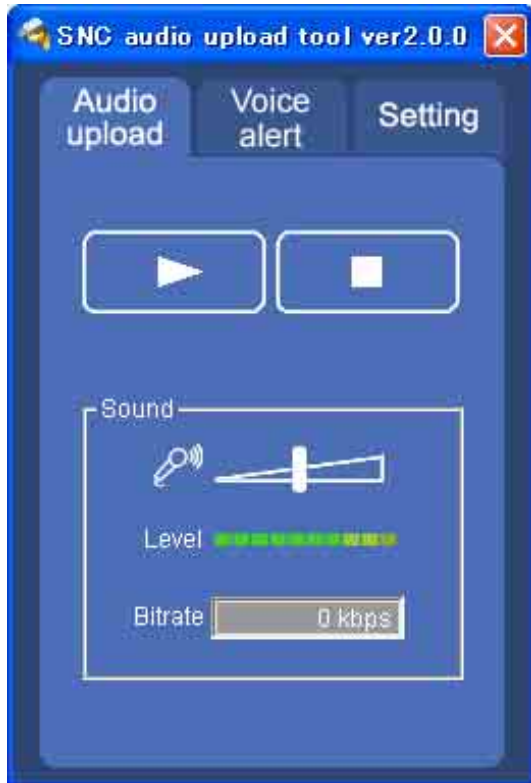 SNC audio upload tool ver2.0.0
Audio
upload
Voice
alert
Setting
Sound
Level
Bitrate
0 kbps